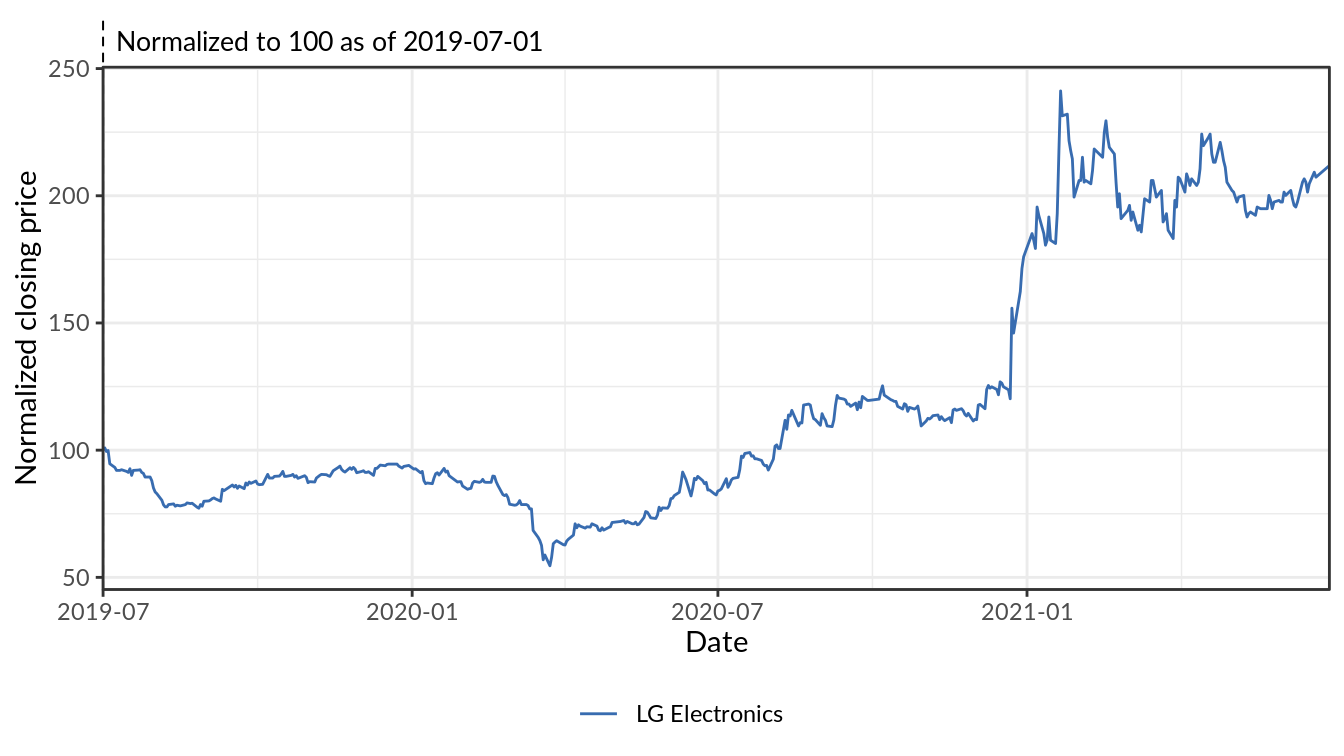 Normalized to 100 as of 2019-07-01
250
200
150
100
50
Normalized closing price
2019-07
2020-01
2020-07
2021-01
Date
LG Electronics